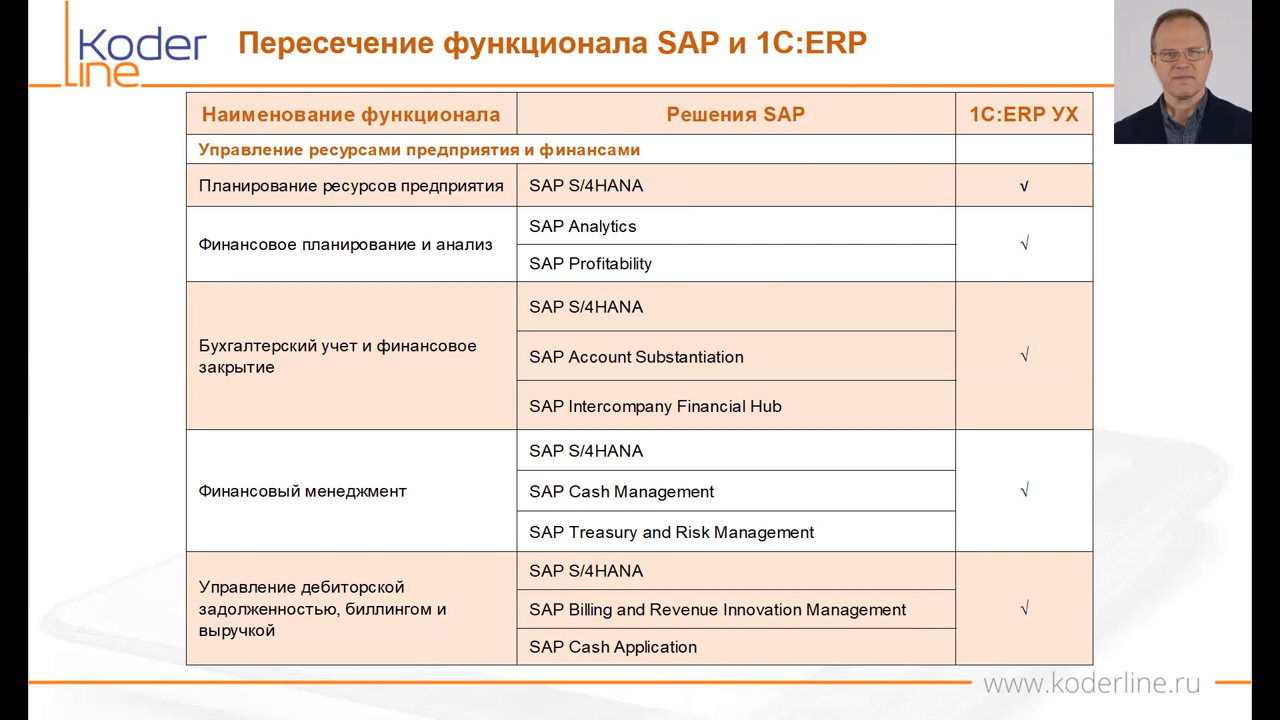 Koder
line
Пересечение функционала SAP и 1С:ERP
Наименование функционала
Решения SAP
1С:ERP УХ
Управление ресурсами предприятия и финансами
Планирование ресурсов предприятия
SAP S/4HANA
√
Финансовое планирование и анализ
SAP Analytics
SAP Profitability
√
Бухгалтерский учет и финансовое
закрытие
SAP S/4HANA
SAP Account Substantiation
SAP Intercompany Financial Hub
√
Финансовый менеджмент
SAP S/4HANA
SAP Cash Management
SAP Treasury and Risk Management
√
Управление дебиторской
задолженностью, биллингом и
выручкой
SAP S/4HANA
SAP Billing and Revenue Innovation Management
SAP Cash Application
√
www.koderline.ru